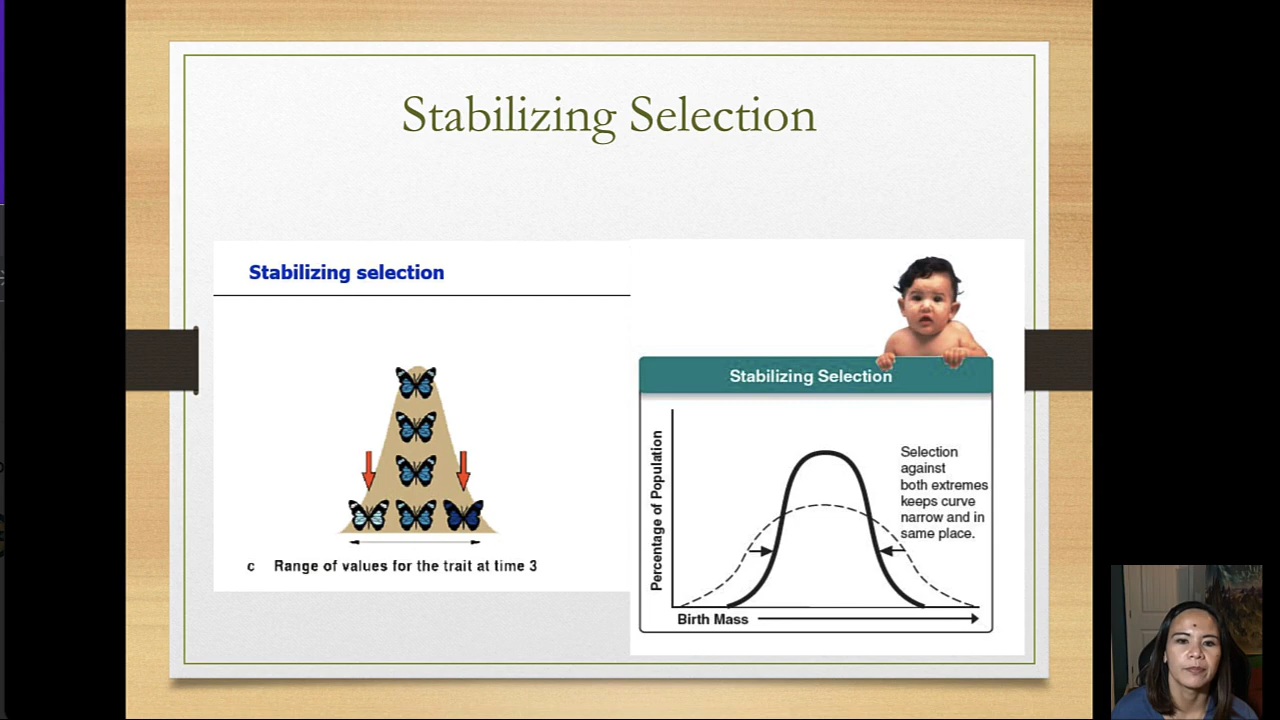 Stabilizing Selection
Stabilizing selection
c Range of values for the trait at time 3
Stabilizing Selection
Percentage of Population
Selection
against
both extremes
keeps curve
narrow and in
same place.
Birth Mass